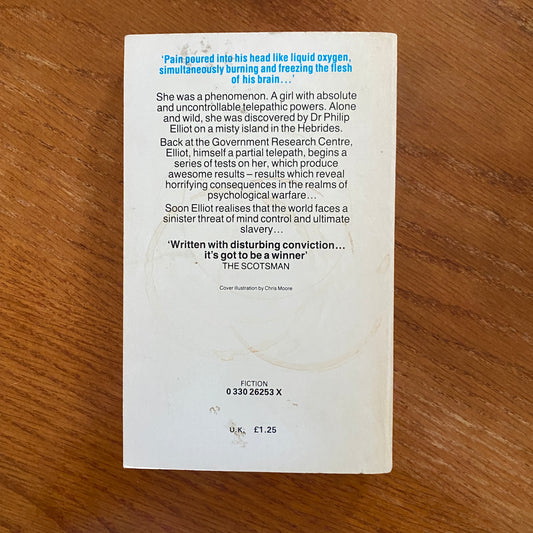 ‘Pain poured into his head like liquid oxygen,
simultaneously burning and freezing the flesh
of his brain...’
She was a phenomenon. A girl with absolute
and uncontrollable telepathic powers. Alone
and wild, she was discovered by Dr Philip
Elliot on a misty island in the Hebrides.
Back at the Government Research Centre,
Elliot, himself a partial telepath, begins a
series of tests on her, which produce
awesome results – results which reveal
horrifying consequences in the realms of
psychological warfare...
Soon Elliot realises that the world faces a
sinister threat of mind control and ultimate
slavery...
‘Written with disturbing conviction...
it’s got to be a winner’
THE SCOTSMAN
Cover illustration by Chris Moore
FICTION
0 330 26253 X
U.K. £1.25